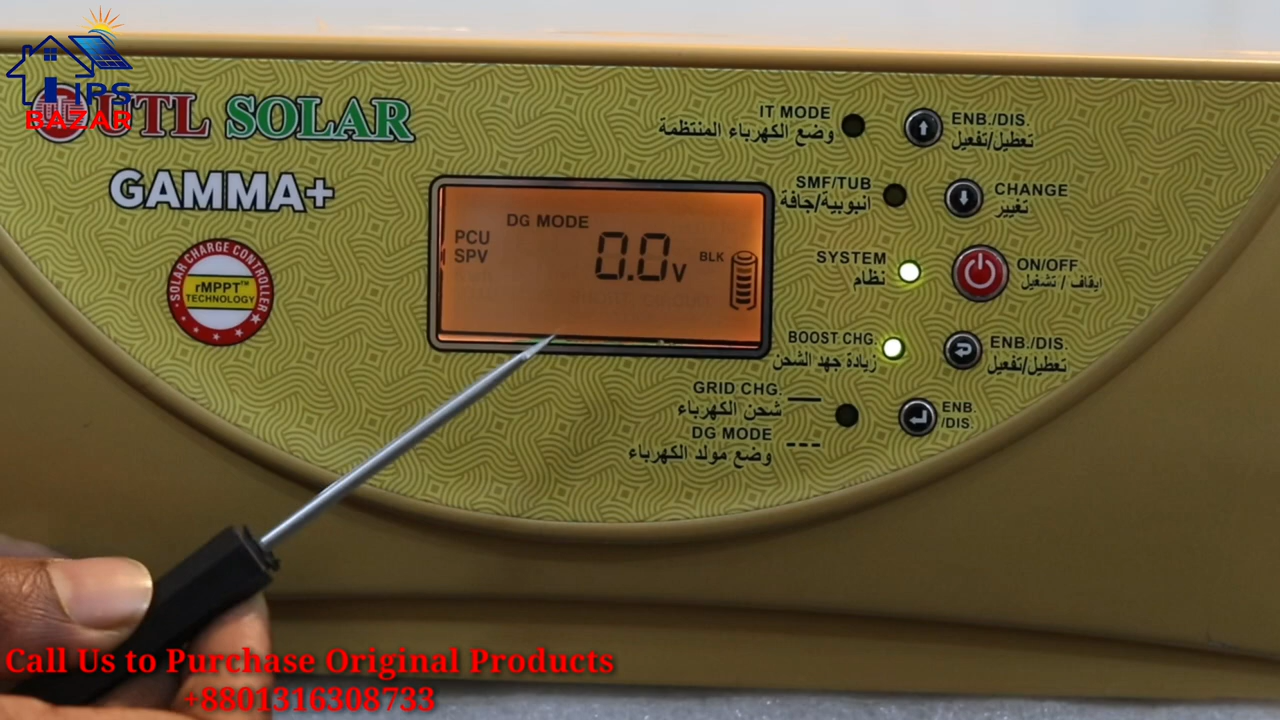 IPS
BAZAR
UTL SOLAR
GAMMA+
SOLAR CHARGE CONTROLLER
rMPPT™
TECHNOLOGY
DG MODE
PCU
SPV
0.0V
BLK
IT MODE
وضع الكهرباء المنتظمة
ENB./DIS.
تعطيل/تفعيل
SMF/TUB
انبوبية/جافة
CHANGE
تغيير
SYSTEM
نظام
ON/OFF
ايقاف / تشغيل
BOOST CHG.
زيادة جهد الشحن
ENB./DIS.
تعطيل/تفعيل
GRID CHG.
شحن الكهرباء
DG MODE
وضع مولد الكهرباء
ENB.
/DIS.
Call Us to Purchase Original Products
+8801316308733